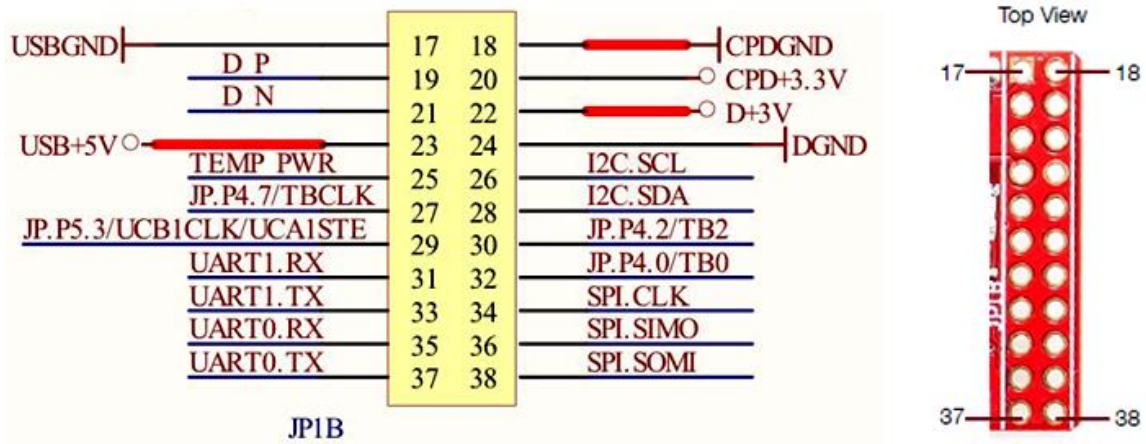 Top View
USBGND 17 18 CPDGND
17 18
D P 19 20 CPD+3.3V
D N 21 22 D+3V
USB+5V 23 24 DGND
TEMP PWR 25 26 I2C.SCL
JP.P4.7/TBCLK 27 28 I2C.SDA
JP.P5.3/UCB1CLK/UCA1STE 29 30 JP.P4.2/TB2
UART1.RX 31 32 JP.P4.0/TB0
UART1.TX 33 34 SPI.CLK
UART0.RX 35 36 SPI.SIMO
UART0.TX 37 38 SPI.SOMI
JP1B
37 38
JP1B